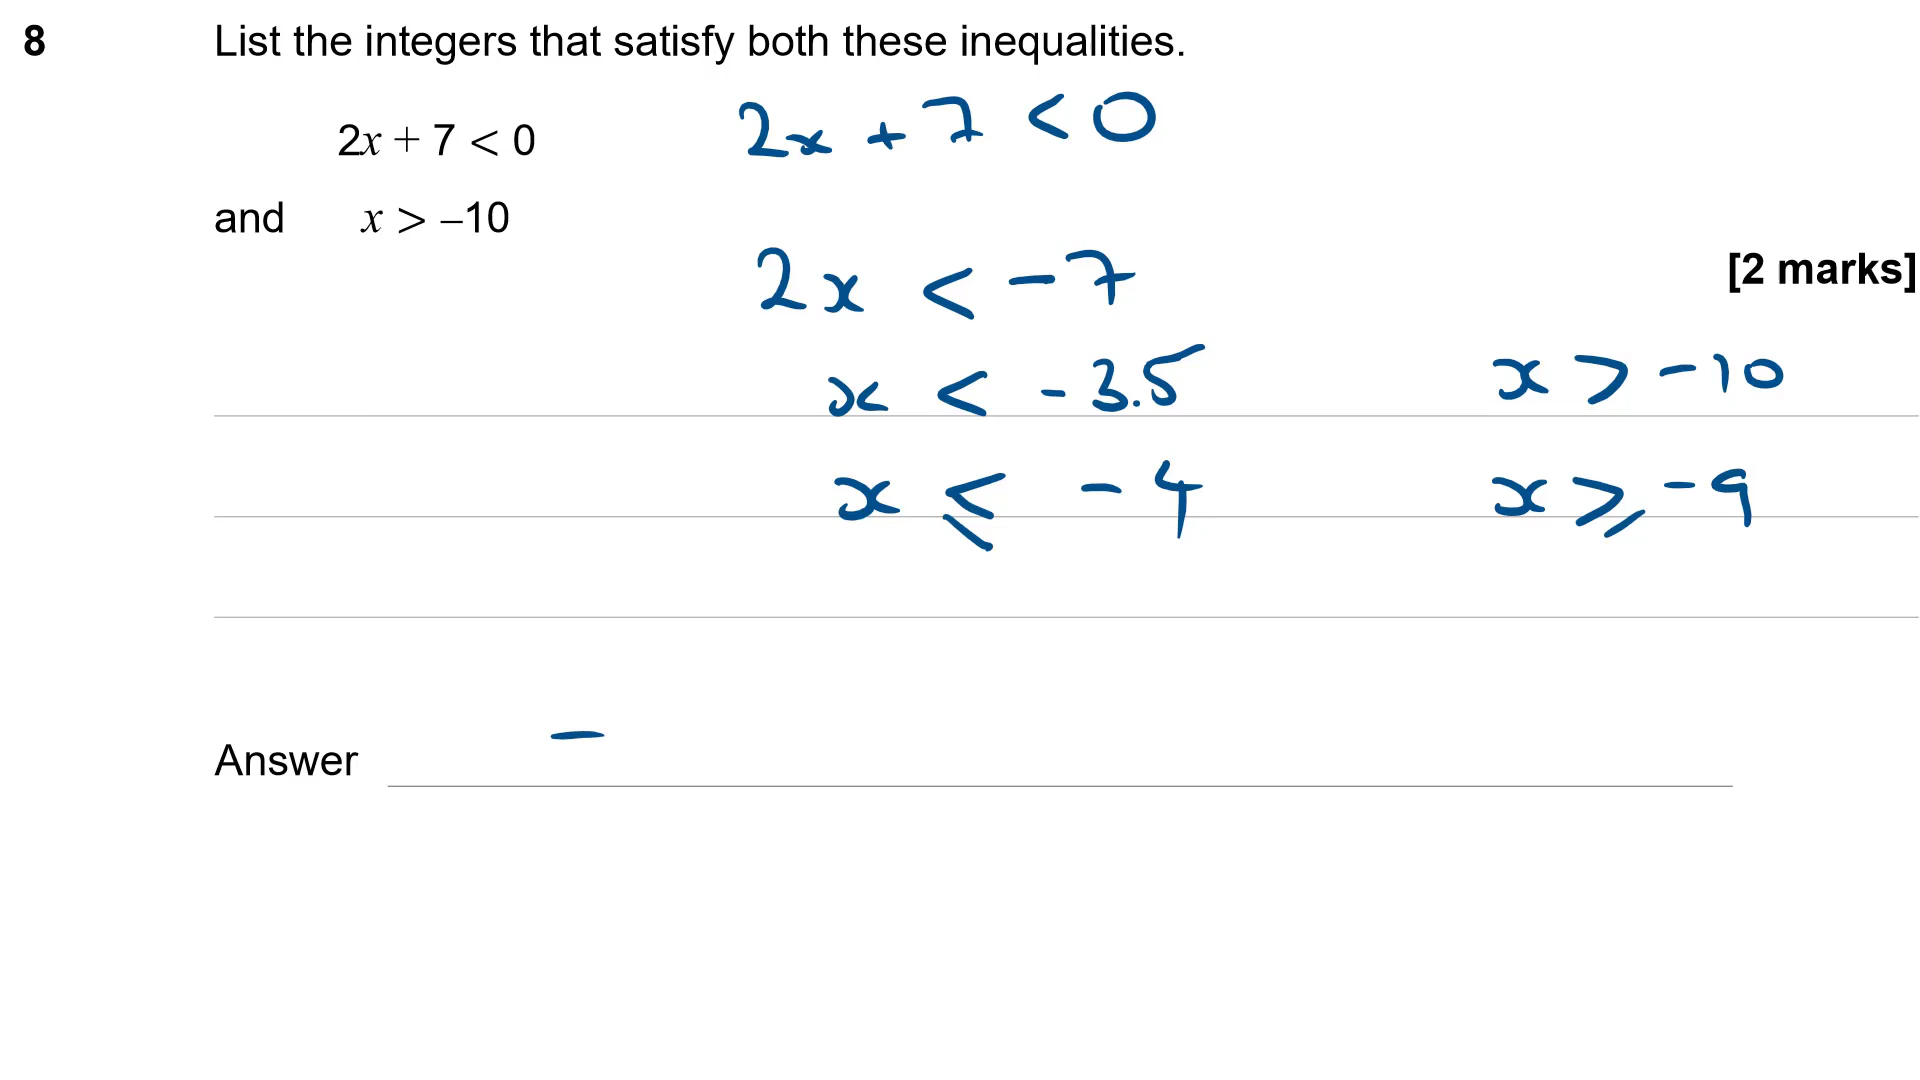 8 List the integers that satisfy both these inequalities.
2x + 7 < 0 2x + 7 < 0
and x > –10
2x < -7
[2 marks]
x < -3.5 x > -10
x ≤ -4 x ≥ -9
Answer –